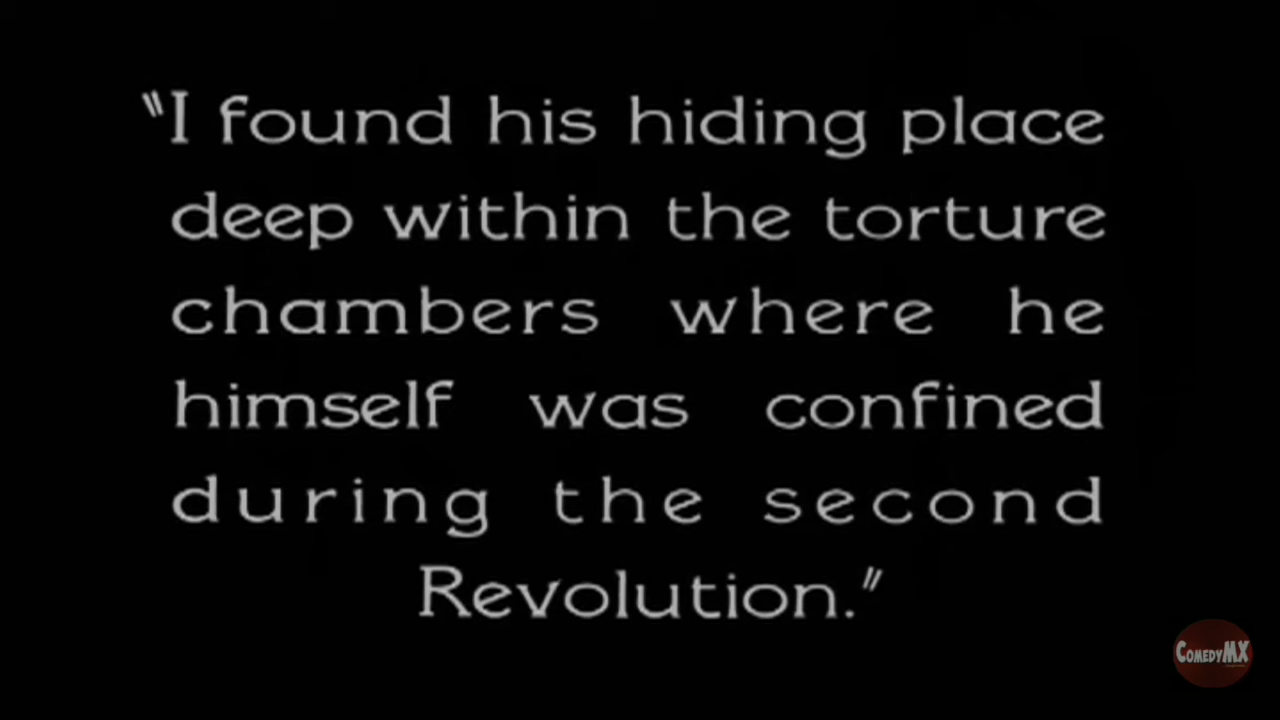 "I found his hiding place
deep within the torture
chambers where he
himself was confined
during the second
Revolution."
COMEDYMX